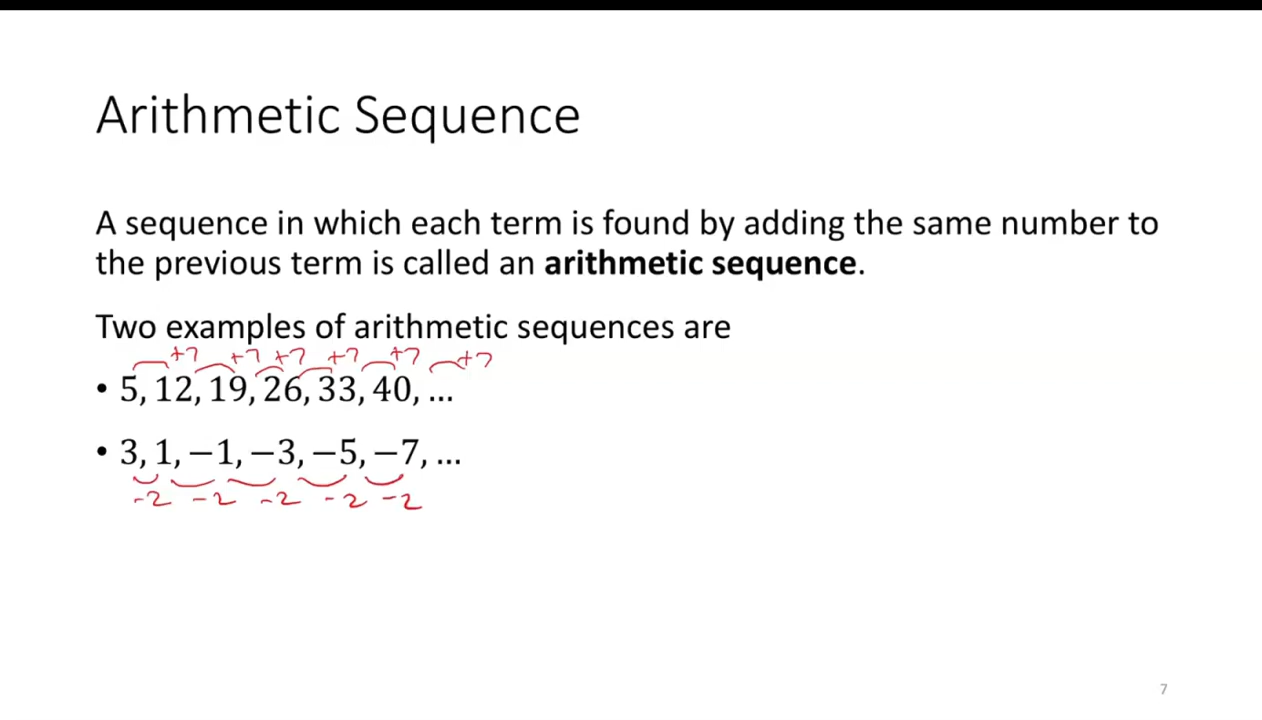 Arithmetic Sequence
A sequence in which each term is found by adding the same number to
the previous term is called an arithmetic sequence.
Two examples of arithmetic sequences are
+7 +7 +7 +7 +7 +7
• 5, 12, 19, 26, 33, 40, …
• 3, 1, −1, −3, −5, −7, …
-2 -2 -2 -2 -2
7